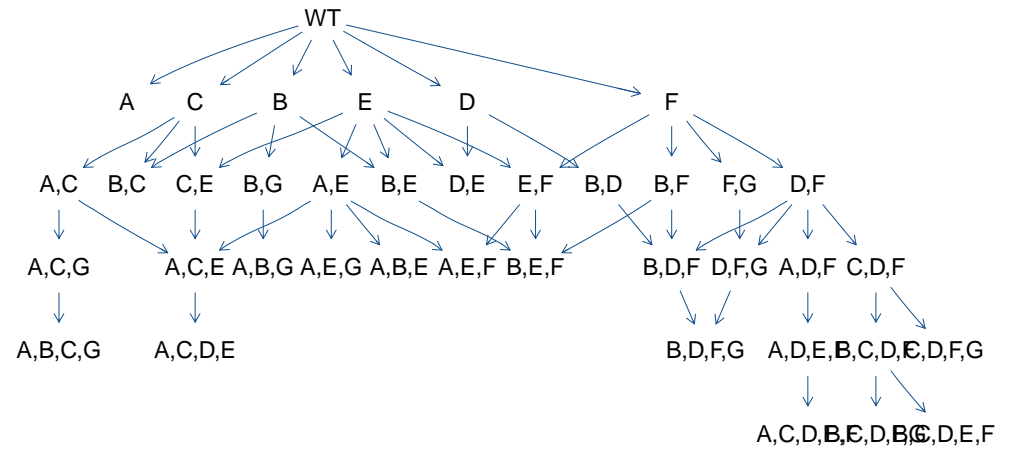 WT
A C B E D F
A,C B,C C,E B,G A,E B,E D,E E,F B,D B,F F,G D,F
A,C,G A,C,E A,B,G A,E,G A,B,E A,E,F B,E,F B,D,F D,F,G A,D,F C,D,F
A,B,C,G A,C,D,E B,D,F,G A,D,E,F B,C,D,F C,D,F,G
A,C,D,E,F B,C,D,F,G B,C,D,E,F